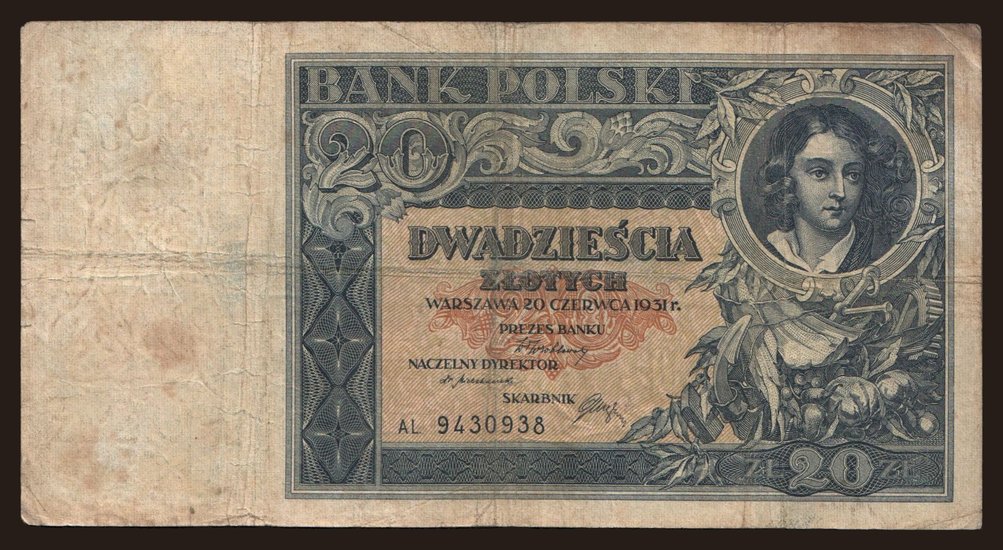 BANK POLSKI
20
DWADZIEŚCIA
ZŁOTYCH
WARSZAWA 20 CZERWCA 1931 r.
PREZES BANKU
NACZELNY DYREKTOR
SKARBNIK
AL 9430938
ZŁ 20 ZŁ